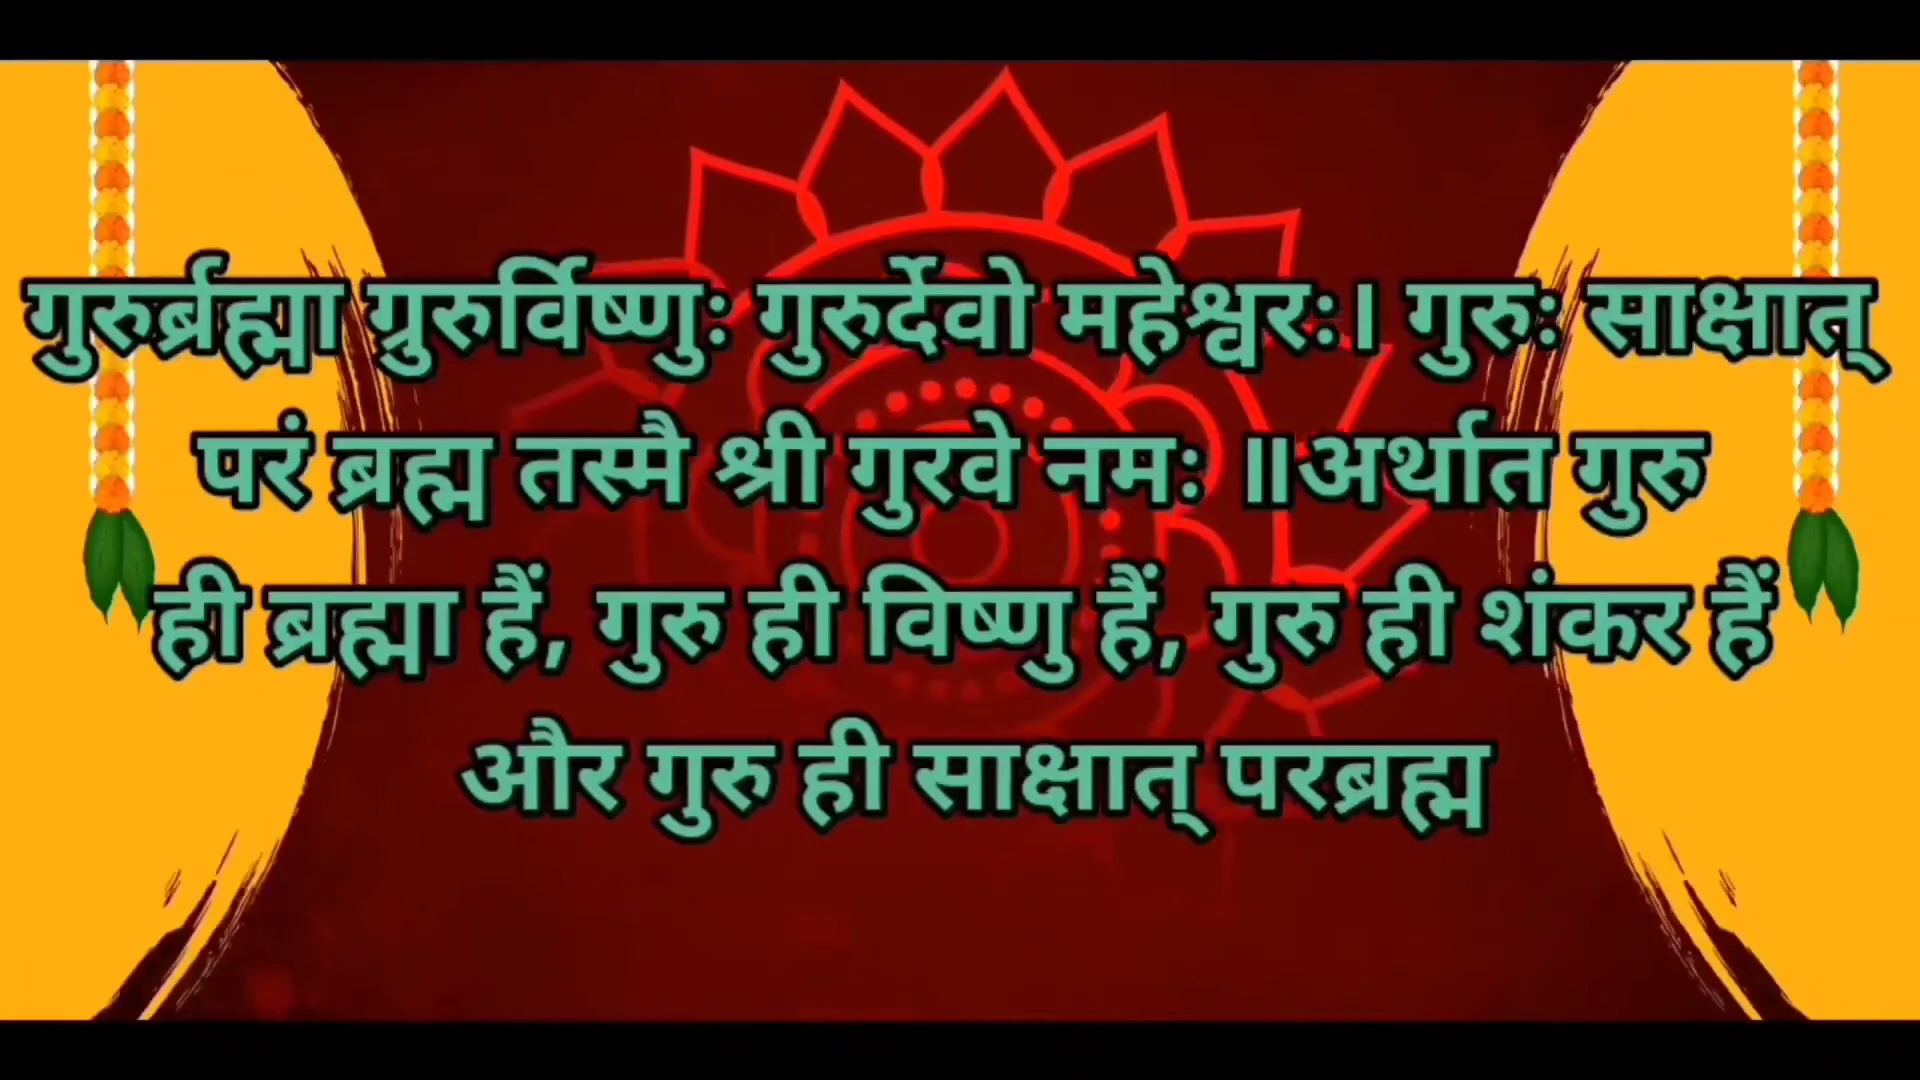 गुरुर्ब्रह्मा ग्रुरुर्विष्णुः गुरुर्देवो महेश्वरः। गुरुः साक्षात्
परं ब्रह्म तस्मै श्री गुरवे नमः ॥अर्थात गुरु
ही ब्रह्मा हैं, गुरु ही विष्णु हैं, गुरु ही शंकर हैं
और गुरु ही साक्षात् परब्रह्म